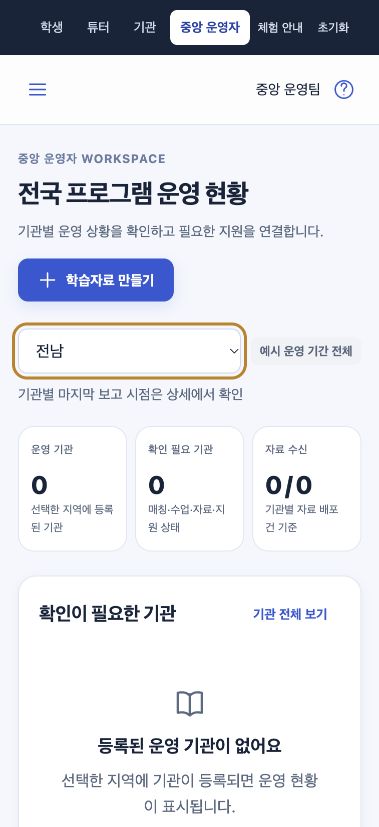 학생 튜터 기관 중앙 운영자 체험 안내 초기화
중앙 운영팀
중앙 운영자 WORKSPACE
전국 프로그램 운영 현황
기관별 운영 상황을 확인하고 필요한 지원을 연결합니다.
학습자료 만들기
전남 예시 운영 기간 전체
기관별 마지막 보고 시점은 상세에서 확인
운영 기관
0
선택한 지역에 등록
된 기관
확인 필요 기관
0
매칭·수업·자료·지
원 상태
자료 수신
0/0
기관별 자료 배포
건 기준
확인이 필요한 기관 기관 전체 보기
등록된 운영 기관이 없어요
선택한 지역에 기관이 등록되면 운영 현황
이 표시됩니다.